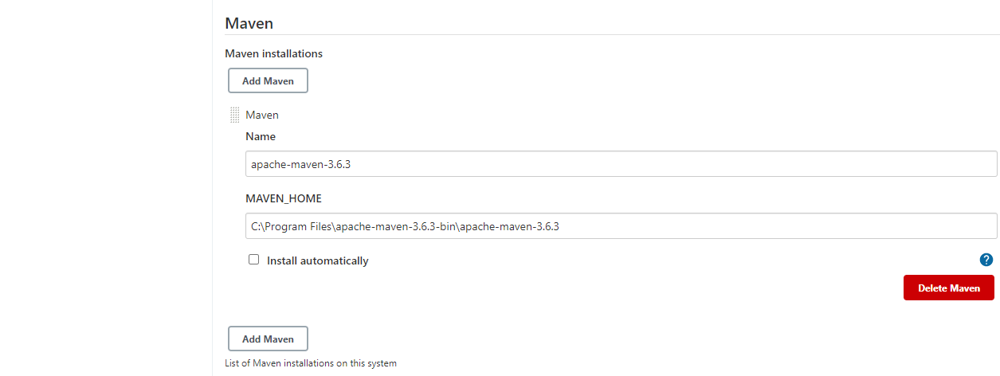 Maven
Maven installations
Add Maven
Maven
Name
apache-maven-3.6.3
MAVEN_HOME
C:\Program Files\apache-maven-3.6.3-bin\apache-maven-3.6.3
Install automatically
?
Delete Maven
Add Maven
List of Maven installations on this system